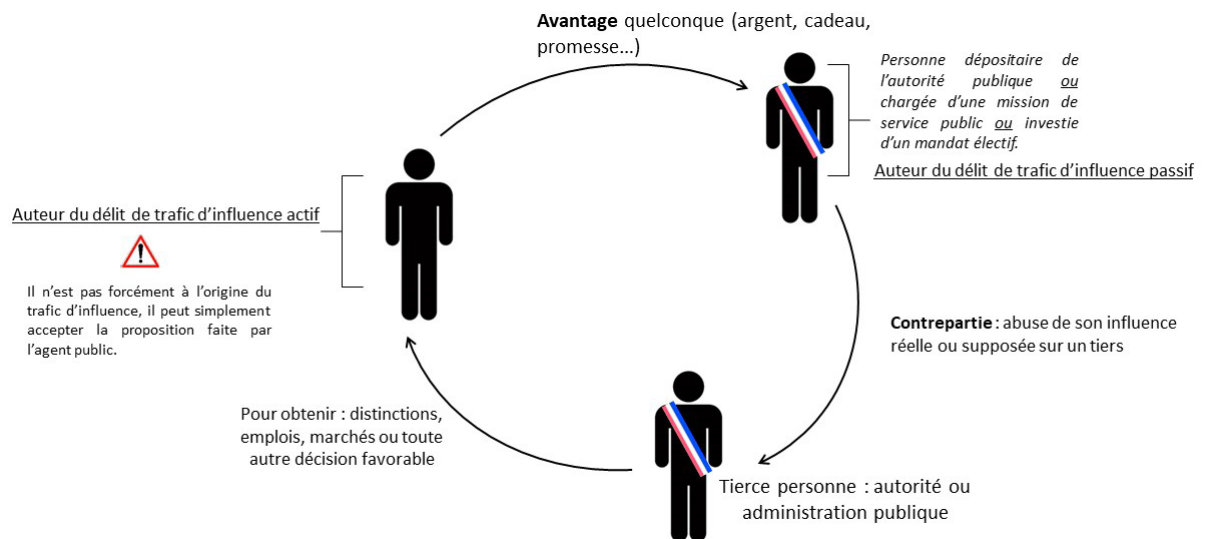 Avantage quelconque (argent, cadeau,
promesse…)
Personne dépositaire de
l’autorité publique ou
chargée d’une mission de
service public ou investie
d’un mandat électif.
Auteur du délit de trafic d’influence passif
Auteur du délit de trafic d’influence actif
!
Il n’est pas forcément à l’origine du
trafic d’influence, il peut simplement
accepter la proposition faite par
l’agent public.
Contrepartie : abuse de son influence
réelle ou supposée sur un tiers
Pour obtenir : distinctions,
emplois, marchés ou toute
autre décision favorable
Tierce personne : autorité ou
administration publique